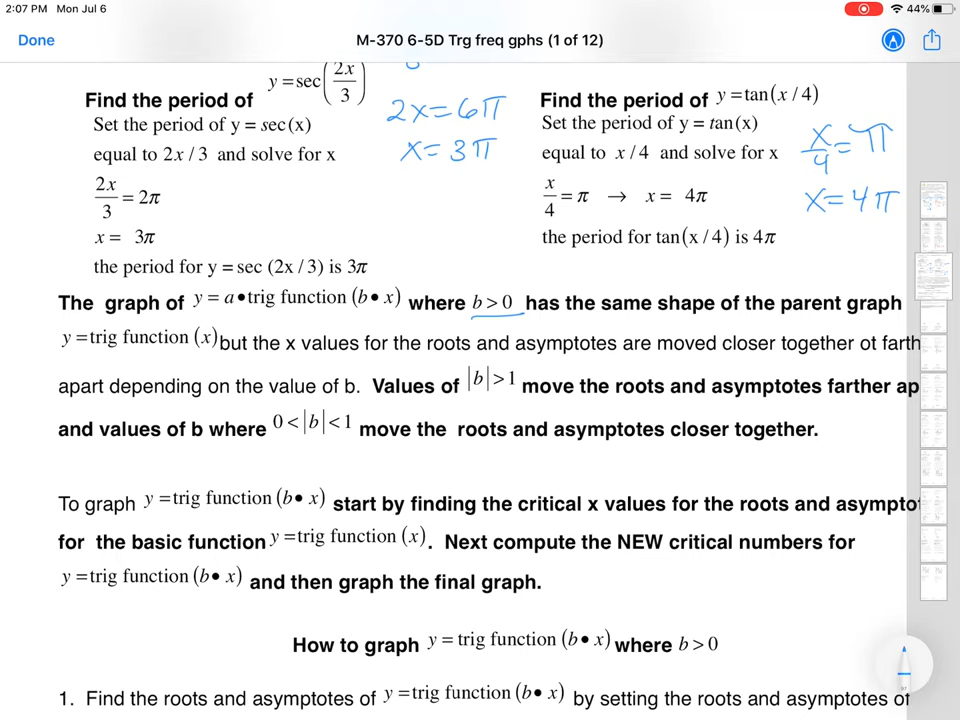 2:07 PM Mon Jul 6 44%
Done M-370 6-5D Trg freq gphs (1 of 12)
Find the period of y = sec(2x/3)
Set the period of y = sec(x)
equal to 2x / 3 and solve for x
2x/3 = 2π
x = 3π
the period for y = sec (2x / 3) is 3π
2x = 6π
x = 3π
Find the period of y = tan(x / 4)
Set the period of y = tan(x)
equal to x / 4 and solve for x
x/4 = π → x = 4π
the period for tan(x / 4) is 4π
x/4 = π
x = 4π
The graph of y = a • trig function (b • x) where b > 0 has the same shape of the parent graph
y = trig function (x) but the x values for the roots and asymptotes are moved closer together ot farth
apart depending on the value of b. Values of |b| > 1 move the roots and asymptotes farther ap
and values of b where 0 < |b| < 1 move the roots and asymptotes closer together.
To graph y = trig function (b • x) start by finding the critical x values for the roots and asympto
for the basic function y = trig function (x). Next compute the NEW critical numbers for
y = trig function (b • x) and then graph the final graph.
How to graph y = trig function (b • x) where b > 0
1. Find the roots and asymptotes of y = trig function (b • x) by setting the roots and asymptotes of